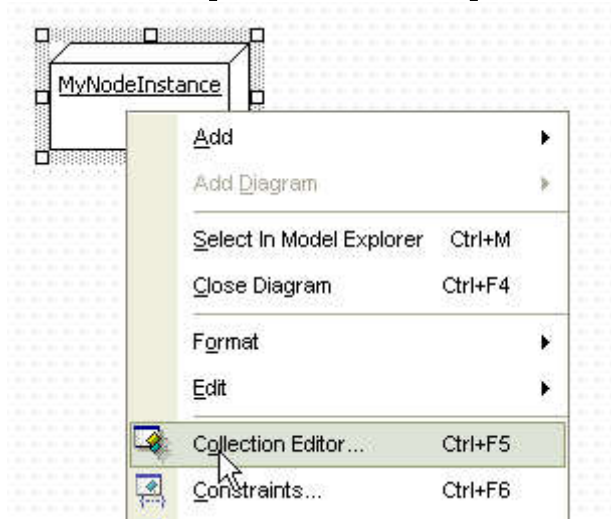 MyNodeInstance
Add
Add Diagram
Select In Model Explorer Ctrl+M
Close Diagram Ctrl+F4
Format
Edit
Collection Editor... Ctrl+F5
Constraints... Ctrl+F6